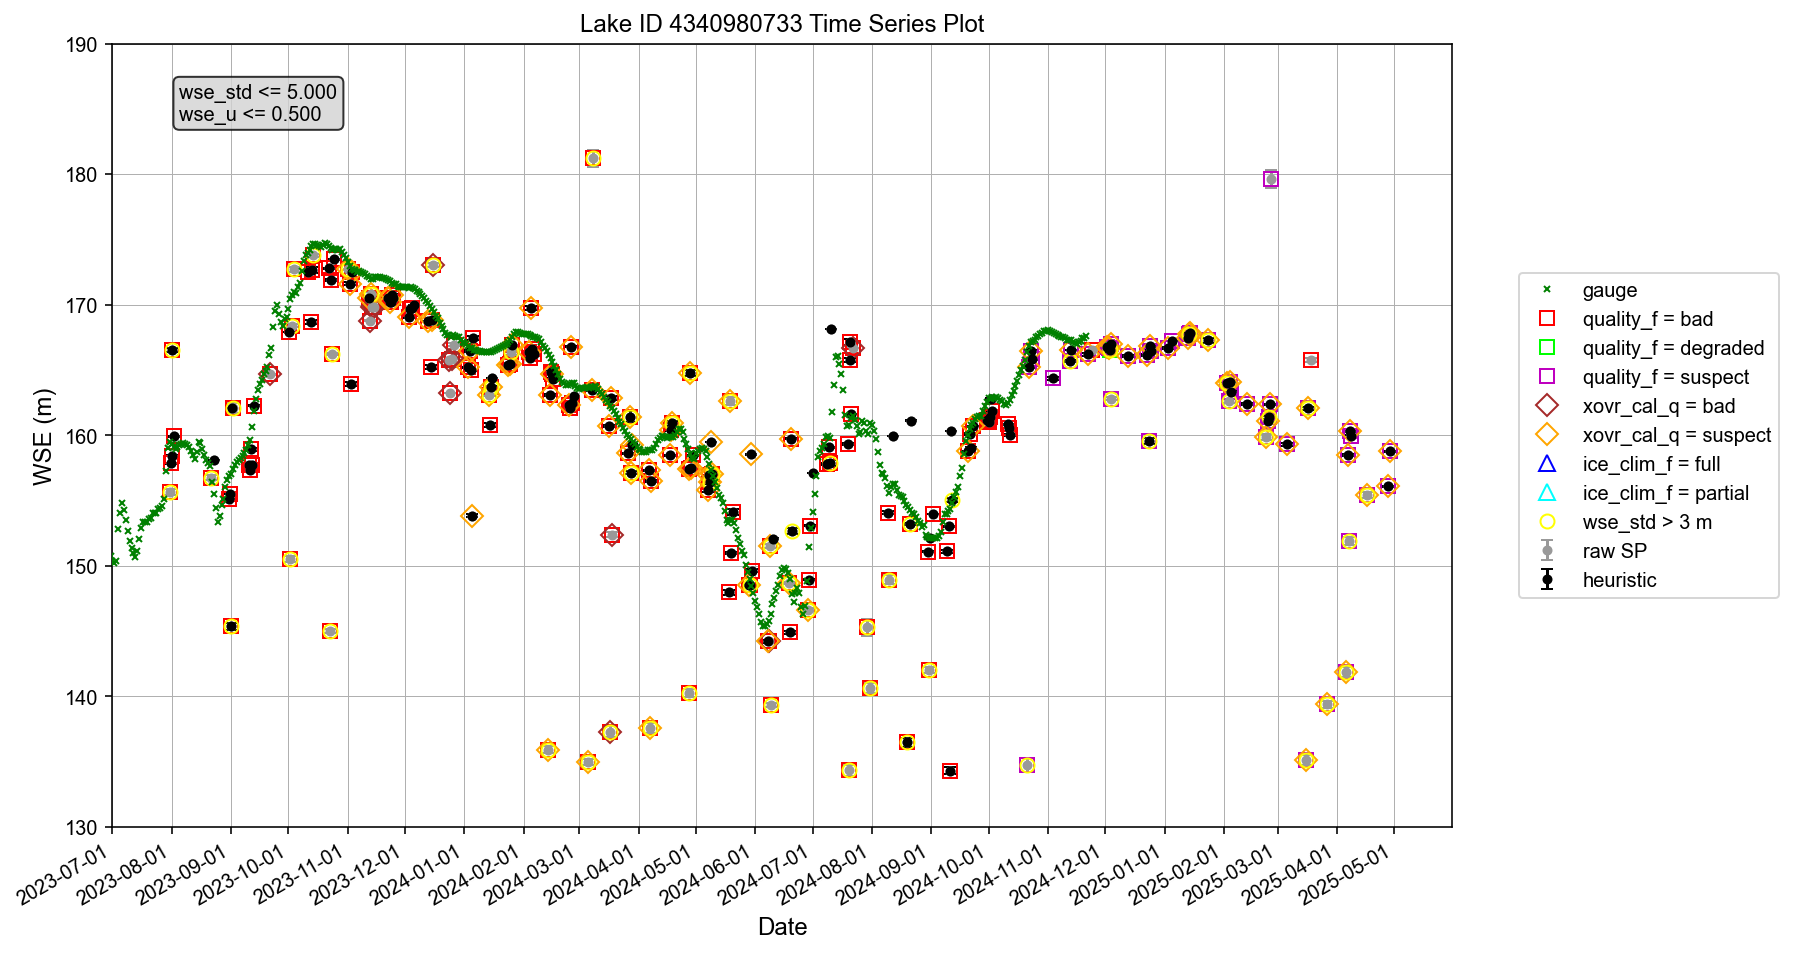 Lake ID 4340980733 Time Series Plot
190
180
170
160
150
140
130
WSE (m)
wse_std <= 5.000
wse_u <= 0.500
2023-07-01
2023-08-01
2023-09-01
2023-10-01
2023-11-01
2023-12-01
2024-01-01
2024-02-01
2024-03-01
2024-04-01
2024-05-01
2024-06-01
2024-07-01
2024-08-01
2024-09-01
2024-10-01
2024-11-01
2024-12-01
2025-01-01
2025-02-01
2025-03-01
2025-04-01
2025-05-01
Date
gauge
quality_f = bad
quality_f = degraded
quality_f = suspect
xovr_cal_q = bad
xovr_cal_q = suspect
ice_clim_f = full
ice_clim_f = partial
wse_std > 3 m
raw SP
heuristic